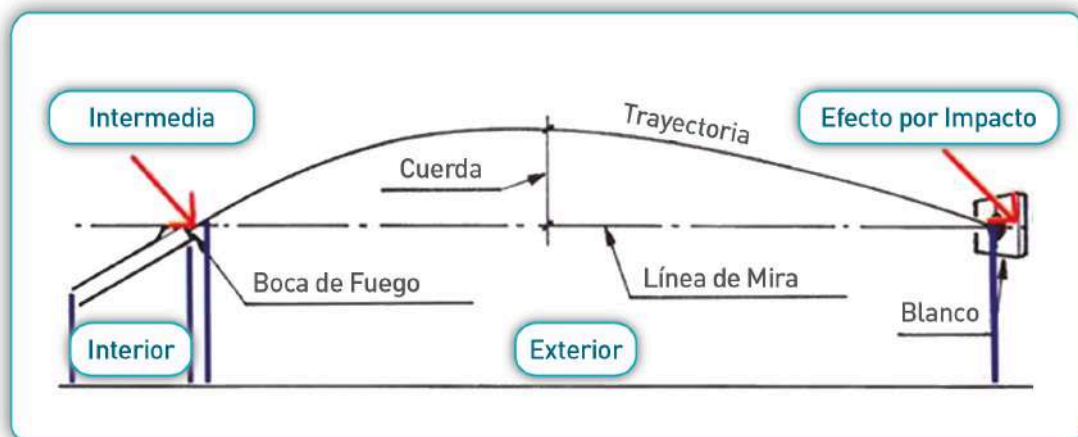 Intermedia
Trayectoria
Efecto por Impacto
Cuerda
Boca de Fuego
Línea de Mira
Blanco
Interior
Exterior